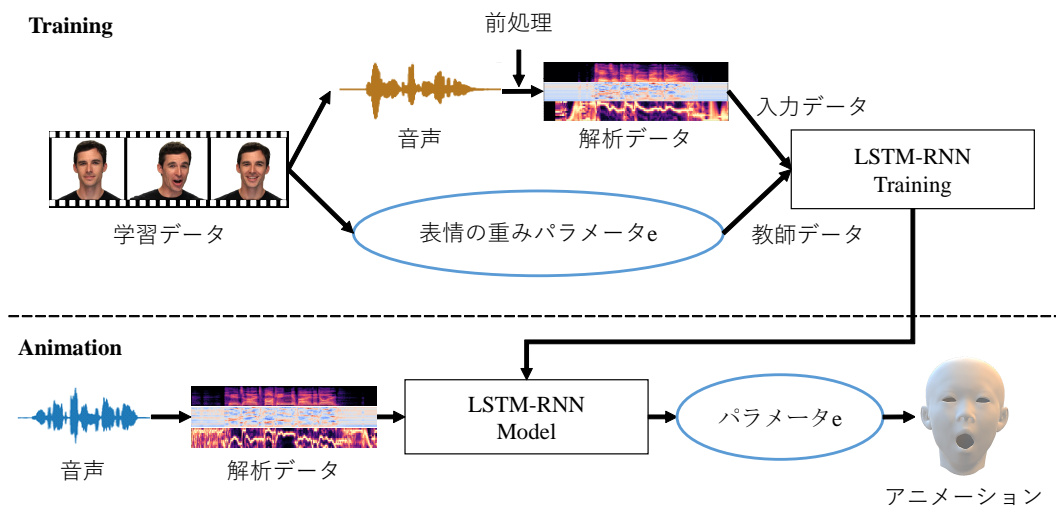 Training
前処理
音声
解析データ
入力データ
LSTM-RNN
Training
学習データ
表情の重みパラメータe
教師データ
Animation
LSTM-RNN
Model
パラメータe
音声
解析データ
アニメーション